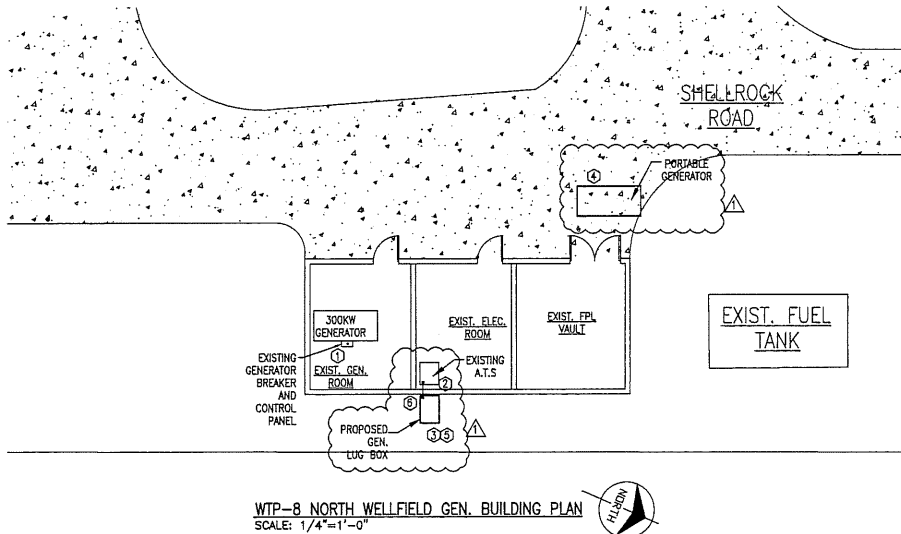 SHELLROCK
ROAD
4
PORTABLE
GENERATOR
1
300KW
GENERATOR
1
EXIST. GEN.
ROOM
EXISTING
GENERATOR
BREAKER
AND
CONTROL
PANEL
EXIST. ELEC.
ROOM
EXISTING
A.T.S
2
EXIST. FPL
VAULT
EXIST. FUEL
TANK
6
PROPOSED
GEN.
LUG BOX
3 5
1
WTP-8 NORTH WELLFIELD GEN. BUILDING PLAN
SCALE: 1/4"=1'-0"
NORTH